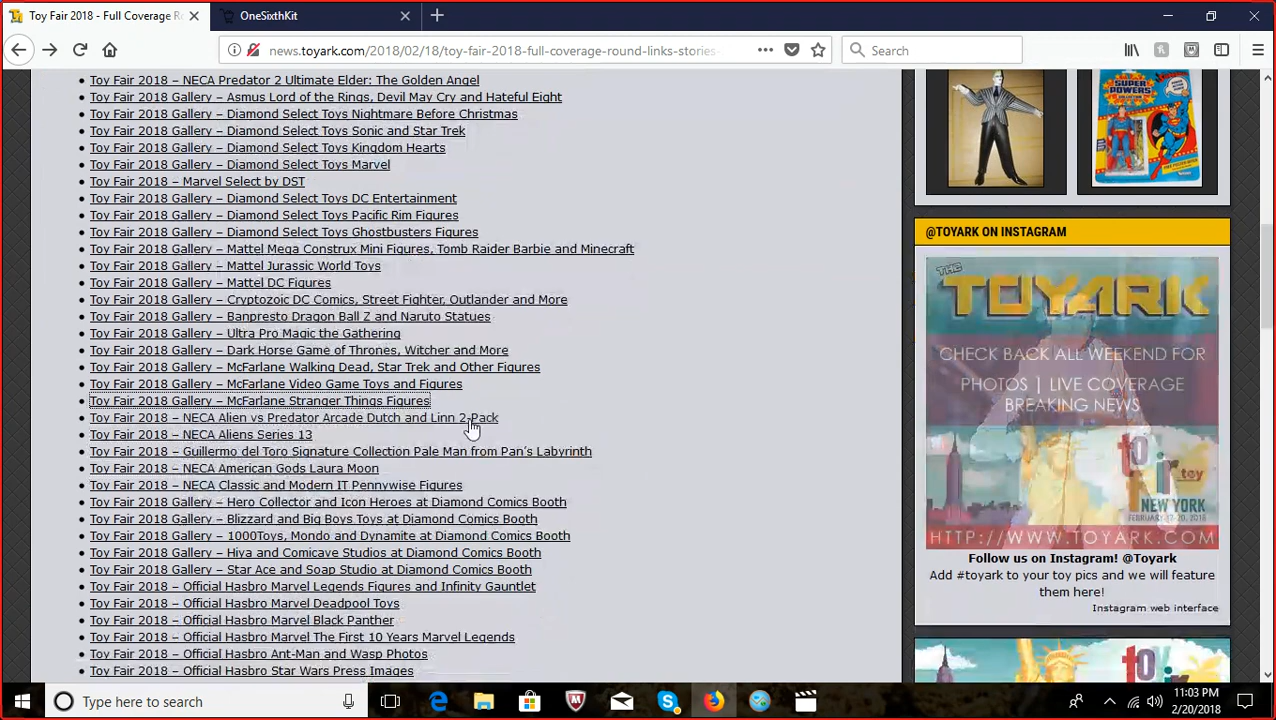 Toy Fair 2018 - Full Coverage Ro
OneSixthKit
news.toyark.com/2018/02/18/toy-fair-2018-full-coverage-round-links-stories-
Search
Toy Fair 2018 – NECA Predator 2 Ultimate Elder: The Golden Angel
Toy Fair 2018 Gallery – Asmus Lord of the Rings, Devil May Cry and Hateful Eight
Toy Fair 2018 Gallery – Diamond Select Toys Nightmare Before Christmas
Toy Fair 2018 Gallery – Diamond Select Toys Sonic and Star Trek
Toy Fair 2018 Gallery – Diamond Select Toys Kingdom Hearts
Toy Fair 2018 Gallery – Diamond Select Toys Marvel
Toy Fair 2018 – Marvel Select by DST
Toy Fair 2018 Gallery – Diamond Select Toys DC Entertainment
Toy Fair 2018 Gallery – Diamond Select Toys Pacific Rim Figures
Toy Fair 2018 Gallery – Diamond Select Toys Ghostbusters Figures
Toy Fair 2018 Gallery – Mattel Mega Construx Mini Figures, Tomb Raider Barbie and Minecraft
Toy Fair 2018 Gallery – Mattel Jurassic World Toys
Toy Fair 2018 Gallery – Mattel DC Figures
Toy Fair 2018 Gallery – Cryptozoic DC Comics, Street Fighter, Outlander and More
Toy Fair 2018 Gallery – Banpresto Dragon Ball Z and Naruto Statues
Toy Fair 2018 Gallery – Ultra Pro Magic the Gathering
Toy Fair 2018 Gallery – Dark Horse Game of Thrones, Witcher and More
Toy Fair 2018 Gallery – McFarlane Walking Dead, Star Trek and Other Figures
Toy Fair 2018 Gallery – McFarlane Video Game Toys and Figures
Toy Fair 2018 Gallery – McFarlane Stranger Things Figures
Toy Fair 2018 – NECA Alien vs Predator Arcade Dutch and Linn 2-Pack
Toy Fair 2018 – NECA Aliens Series 13
Toy Fair 2018 – Guillermo del Toro Signature Collection Pale Man from Pan's Labyrinth
Toy Fair 2018 – NECA American Gods Laura Moon
Toy Fair 2018 – NECA Classic and Modern IT Pennywise Figures
Toy Fair 2018 Gallery – Hero Collector and Icon Heroes at Diamond Comics Booth
Toy Fair 2018 Gallery – Blizzard and Big Boys Toys at Diamond Comics Booth
Toy Fair 2018 Gallery – 1000Toys, Mondo and Dynamite at Diamond Comics Booth
Toy Fair 2018 Gallery – Hiya and Comicave Studios at Diamond Comics Booth
Toy Fair 2018 Gallery – Star Ace and Soap Studio at Diamond Comics Booth
Toy Fair 2018 – Official Hasbro Marvel Legends Figures and Infinity Gauntlet
Toy Fair 2018 – Official Hasbro Marvel Deadpool Toys
Toy Fair 2018 – Official Hasbro Marvel Black Panther
Toy Fair 2018 – Official Hasbro Marvel The First 10 Years Marvel Legends
Toy Fair 2018 – Official Hasbro Ant-Man and Wasp Photos
Toy Fair 2018 – Official Hasbro Star Wars Press Images
SUPER
POWERS
@TOYARK ON INSTAGRAM
THE
TOYARK
CHECK BACK ALL WEEKEND FOR
PHOTOS | LIVE COVERAGE
BREAKING NEWS
toy
NEW YORK
FEBRUARY 17-20, 2018
HTTP://WWW.TOYARK.COM
Follow us on Instagram! @Toyark
Add #toyark to your toy pics and we will feature
them here!
Instagram web interface
Type here to search
11:03 PM
2/20/2018